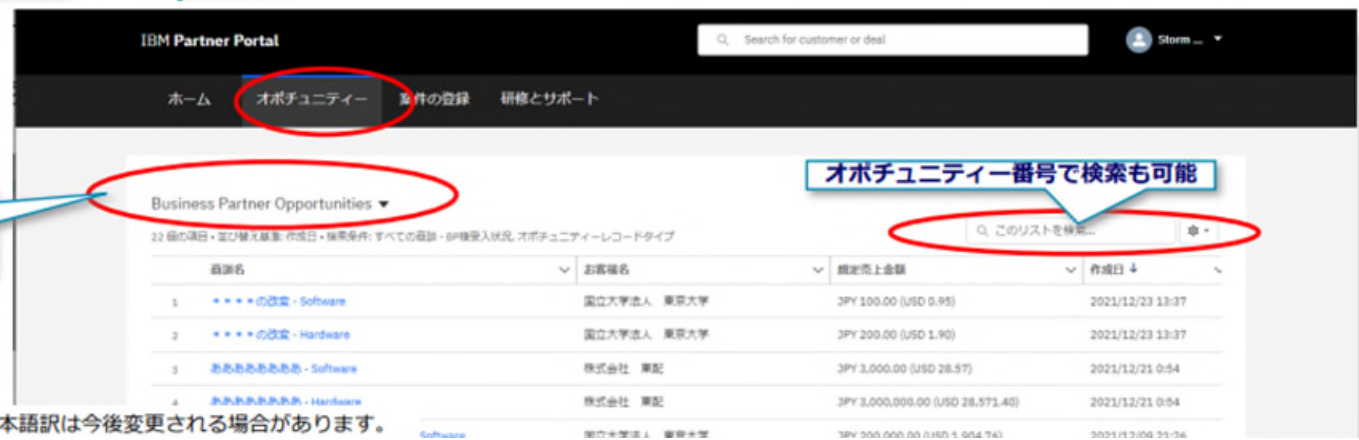 IBM Partner Portal
Search for customer or deal
Storm ...
ホーム オポチュニティー 案件の登録 研修とサポート
オポチュニティー番号で検索も可能
Business Partner Opportunities
22 個の項目・並び替え基準: 作成日・検索条件: すべての商談 - BP様受入状況, オポチュニティーレコードタイプ
このリストを検索...
商談名 お客様名 想定売上金額 作成日
1 ＊＊＊＊の改変 - Software 国立大学法人 東京大学 JPY 100.00 (USD 0.95) 2021/12/23 13:37
2 ＊＊＊＊の改変 - Hardware 国立大学法人 東京大学 JPY 200.00 (USD 1.90) 2021/12/23 13:37
3 ああああああああ - Software 株式会社 東配 JPY 3,000.00 (USD 28.57) 2021/12/21 0:54
4 ああああああああ - Hardware 株式会社 東配 JPY 3,000,000.00 (USD 28,571.40) 2021/12/21 0:54
本語訳は今後変更される場合があります。
Software 国立大学法人 東京大学 JPY 200,000.00 (USD 1,904.76) 2021/12/09 21:26